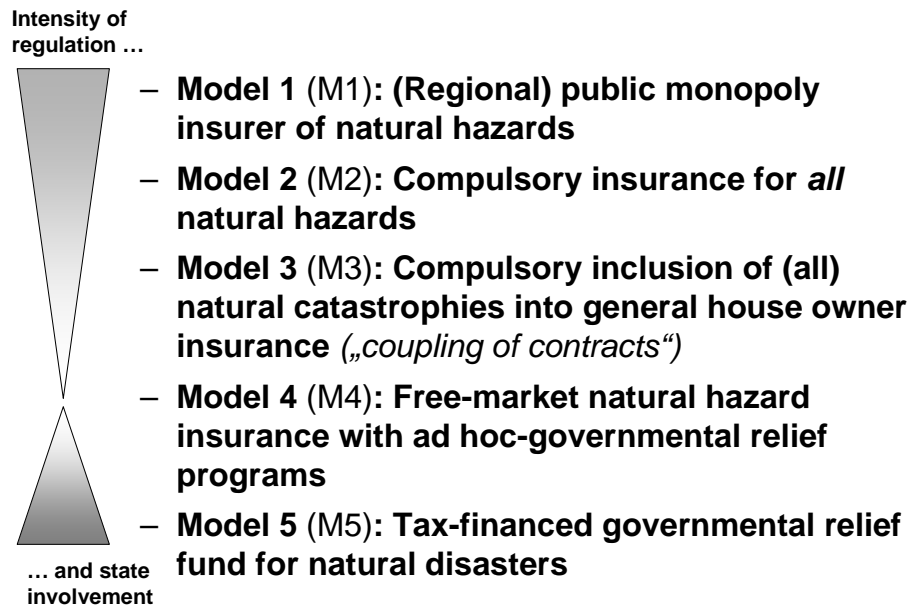 Intensity of
regulation …
– Model 1 (M1): (Regional) public monopoly
insurer of natural hazards
– Model 2 (M2): Compulsory insurance for all
natural hazards
– Model 3 (M3): Compulsory inclusion of (all)
natural catastrophies into general house owner
insurance („coupling of contracts“)
– Model 4 (M4): Free-market natural hazard
insurance with ad hoc-governmental relief
programs
– Model 5 (M5): Tax-financed governmental relief
fund for natural disasters
… and state
involvement